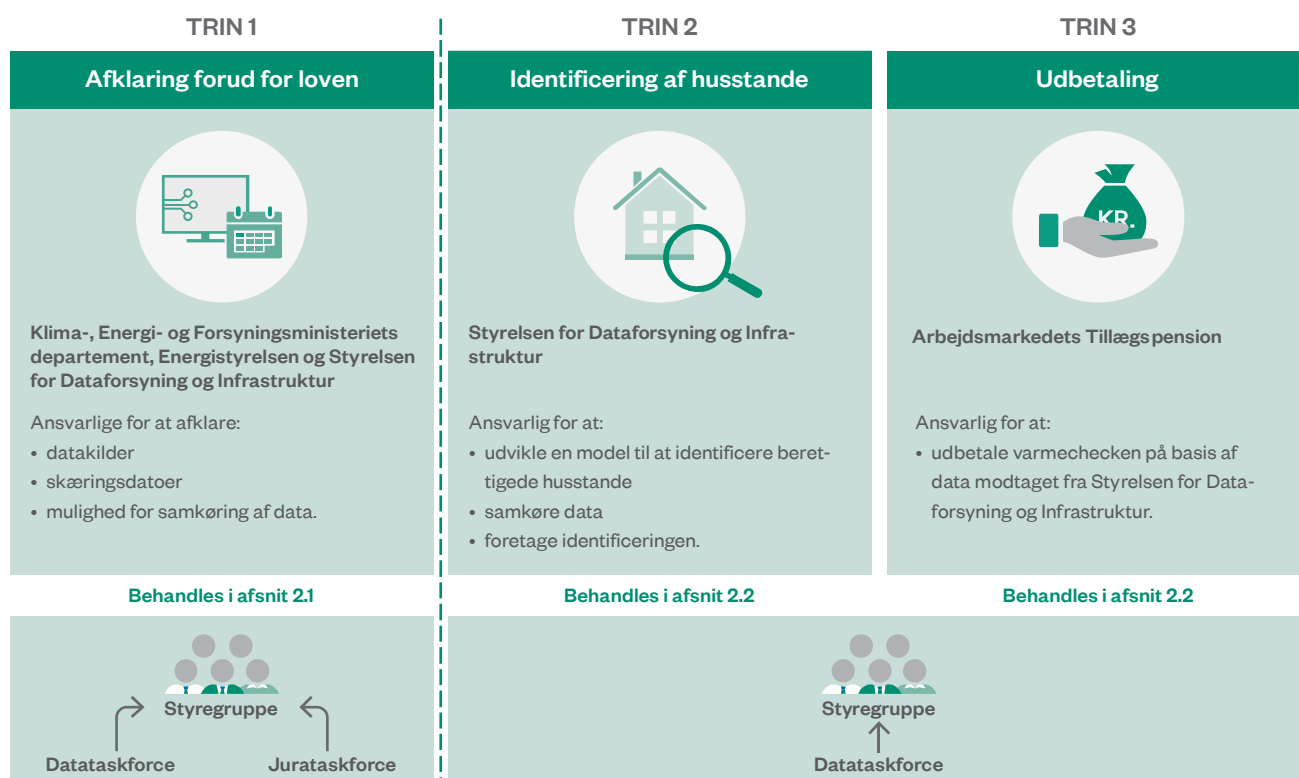 TRIN 1
Afklaring forud for loven
Klima-, Energi- og Forsyningsministeriets
departement, Energistyrelsen og Styrelsen
for Dataforsyning og Infrastruktur
Ansvarlige for at afklare:
• datakilder
• skæringsdatoer
• mulighed for samkøring af data.
Behandles i afsnit 2.1
Styregruppe
Datataskforce
Jurataskforce
TRIN 2
Identificering af husstande
Styrelsen for Dataforsyning og Infra-
struktur
Ansvarlig for at:
• udvikle en model til at identificere beret-
tigede husstande
• samkøre data
• foretage identificeringen.
Behandles i afsnit 2.2
TRIN 3
Udbetaling
KR.
Arbejdsmarkedets Tillægspension
Ansvarlig for at:
• udbetale varmechecken på basis af
data modtaget fra Styrelsen for Data-
forsyning og Infrastruktur.
Behandles i afsnit 2.2
Styregruppe
Datataskforce